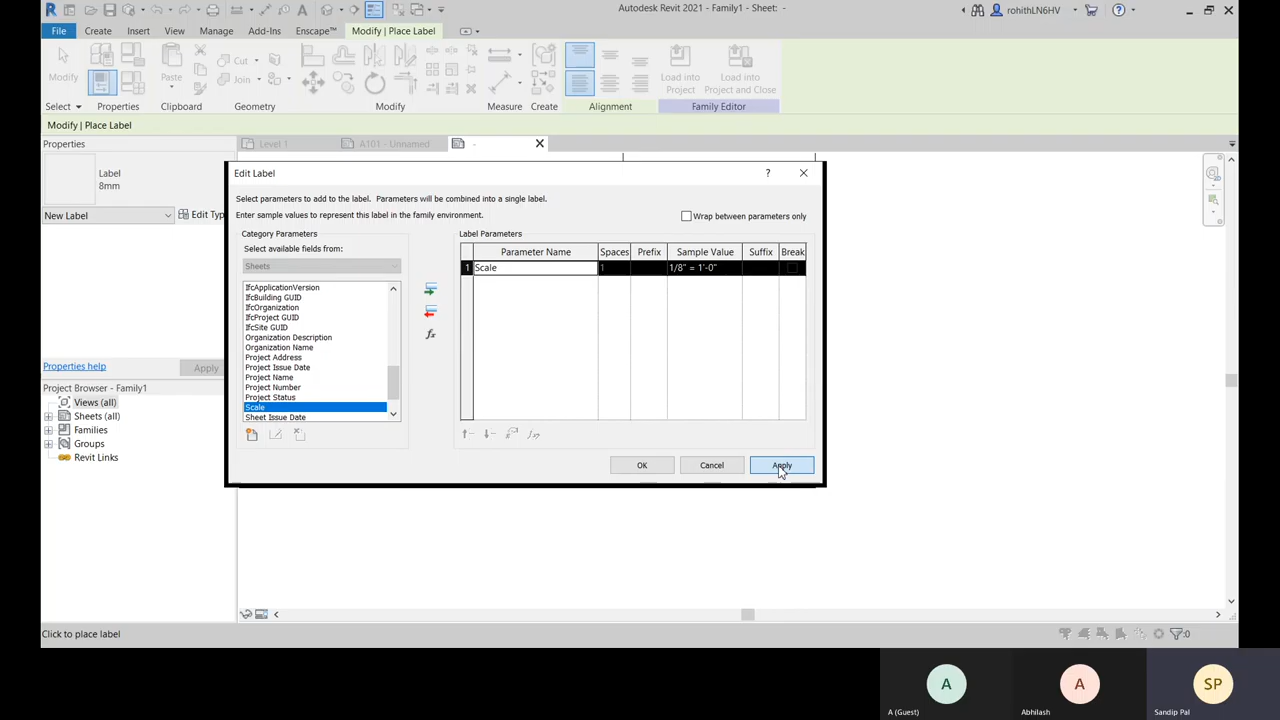 Autodesk Revit 2021 - Family1 - Sheet: -
rohithLN6HV
File Create Insert View Manage Add-Ins Enscape™ Modify | Place Label
Modify Paste Cut Join Load into Project Load into Project and Close
Select Properties Clipboard Geometry Modify Measure Create Alignment Family Editor
Modify | Place Label
Properties
Level 1 A101 - Unnamed -
Label
8mm
New Label Edit Typ
Properties help Apply
Project Browser - Family1
Views (all)
Sheets (all)
Families
Groups
Revit Links
Edit Label
Select parameters to add to the label. Parameters will be combined into a single label.
Enter sample values to represent this label in the family environment.
Wrap between parameters only
Category Parameters
Select available fields from:
Sheets
IfcApplicationVersion
IfcBuilding GUID
IfcOrganization
IfcProject GUID
IfcSite GUID
Organization Description
Organization Name
Project Address
Project Issue Date
Project Name
Project Number
Project Status
Scale
Sheet Issue Date
Label Parameters
Parameter Name Spaces Prefix Sample Value Suffix Break
1 Scale 1 1/8" = 1'-0"
OK Cancel Apply
Click to place label
:0
A A SP
A (Guest) Abhilash Sandip Pal